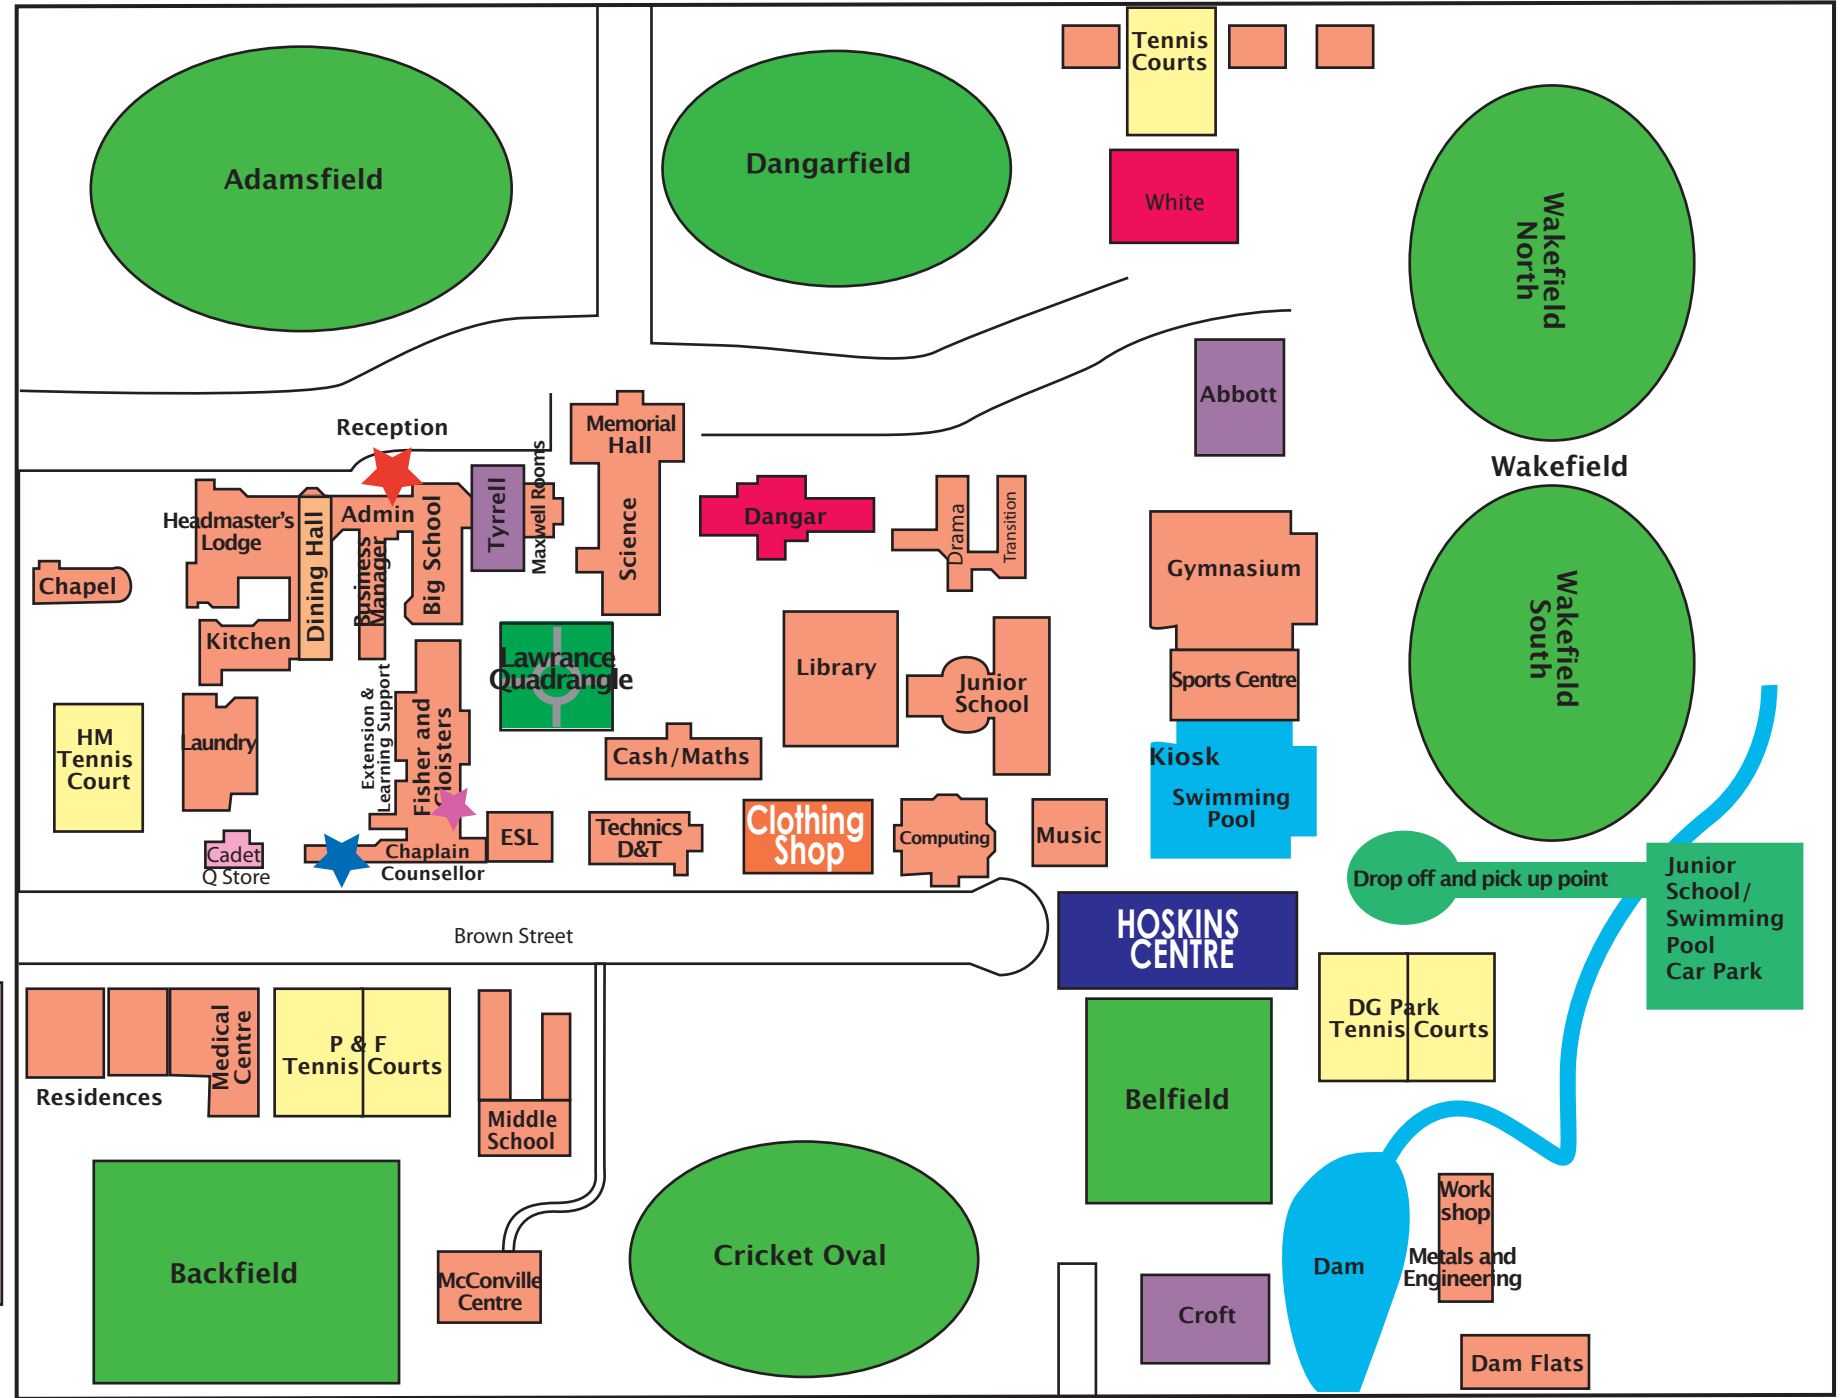 Tennis
Courts
Adamsfield
Dangarfield
White
Wakefield
North
Abbott
Wakefield
Wakefield
South
Reception
Memorial
Hall
Science
Headmaster's
Lodge
Dining Hall
Admin
Business
Manager
Big School
Tyrrell
Maxwell Rooms
Dangar
Drama
Transition
Gymnasium
Chapel
Kitchen
Lawrance
Quadrangle
Library
Junior
School
Sports Centre
HM
Tennis
Court
Laundry
Extension &
Learning Support
Fisher and
Cloisters
Cash/Maths
Kiosk
Swimming
Pool
Cadet
Q Store
Chaplain
Counsellor
ESL
Technics
D&T
Clothing
Shop
Computing
Music
Drop off and pick up point
Junior
School/
Swimming
Pool
Car Park
Brown Street
HOSKINS
CENTRE
Residences
Medical
Centre
P & F
Tennis Courts
Middle
School
Belfield
DG Park
Tennis Courts
Backfield
McConville
Centre
Cricket Oval
Croft
Dam
Work
shop
Metals and
Engineering
Dam Flats